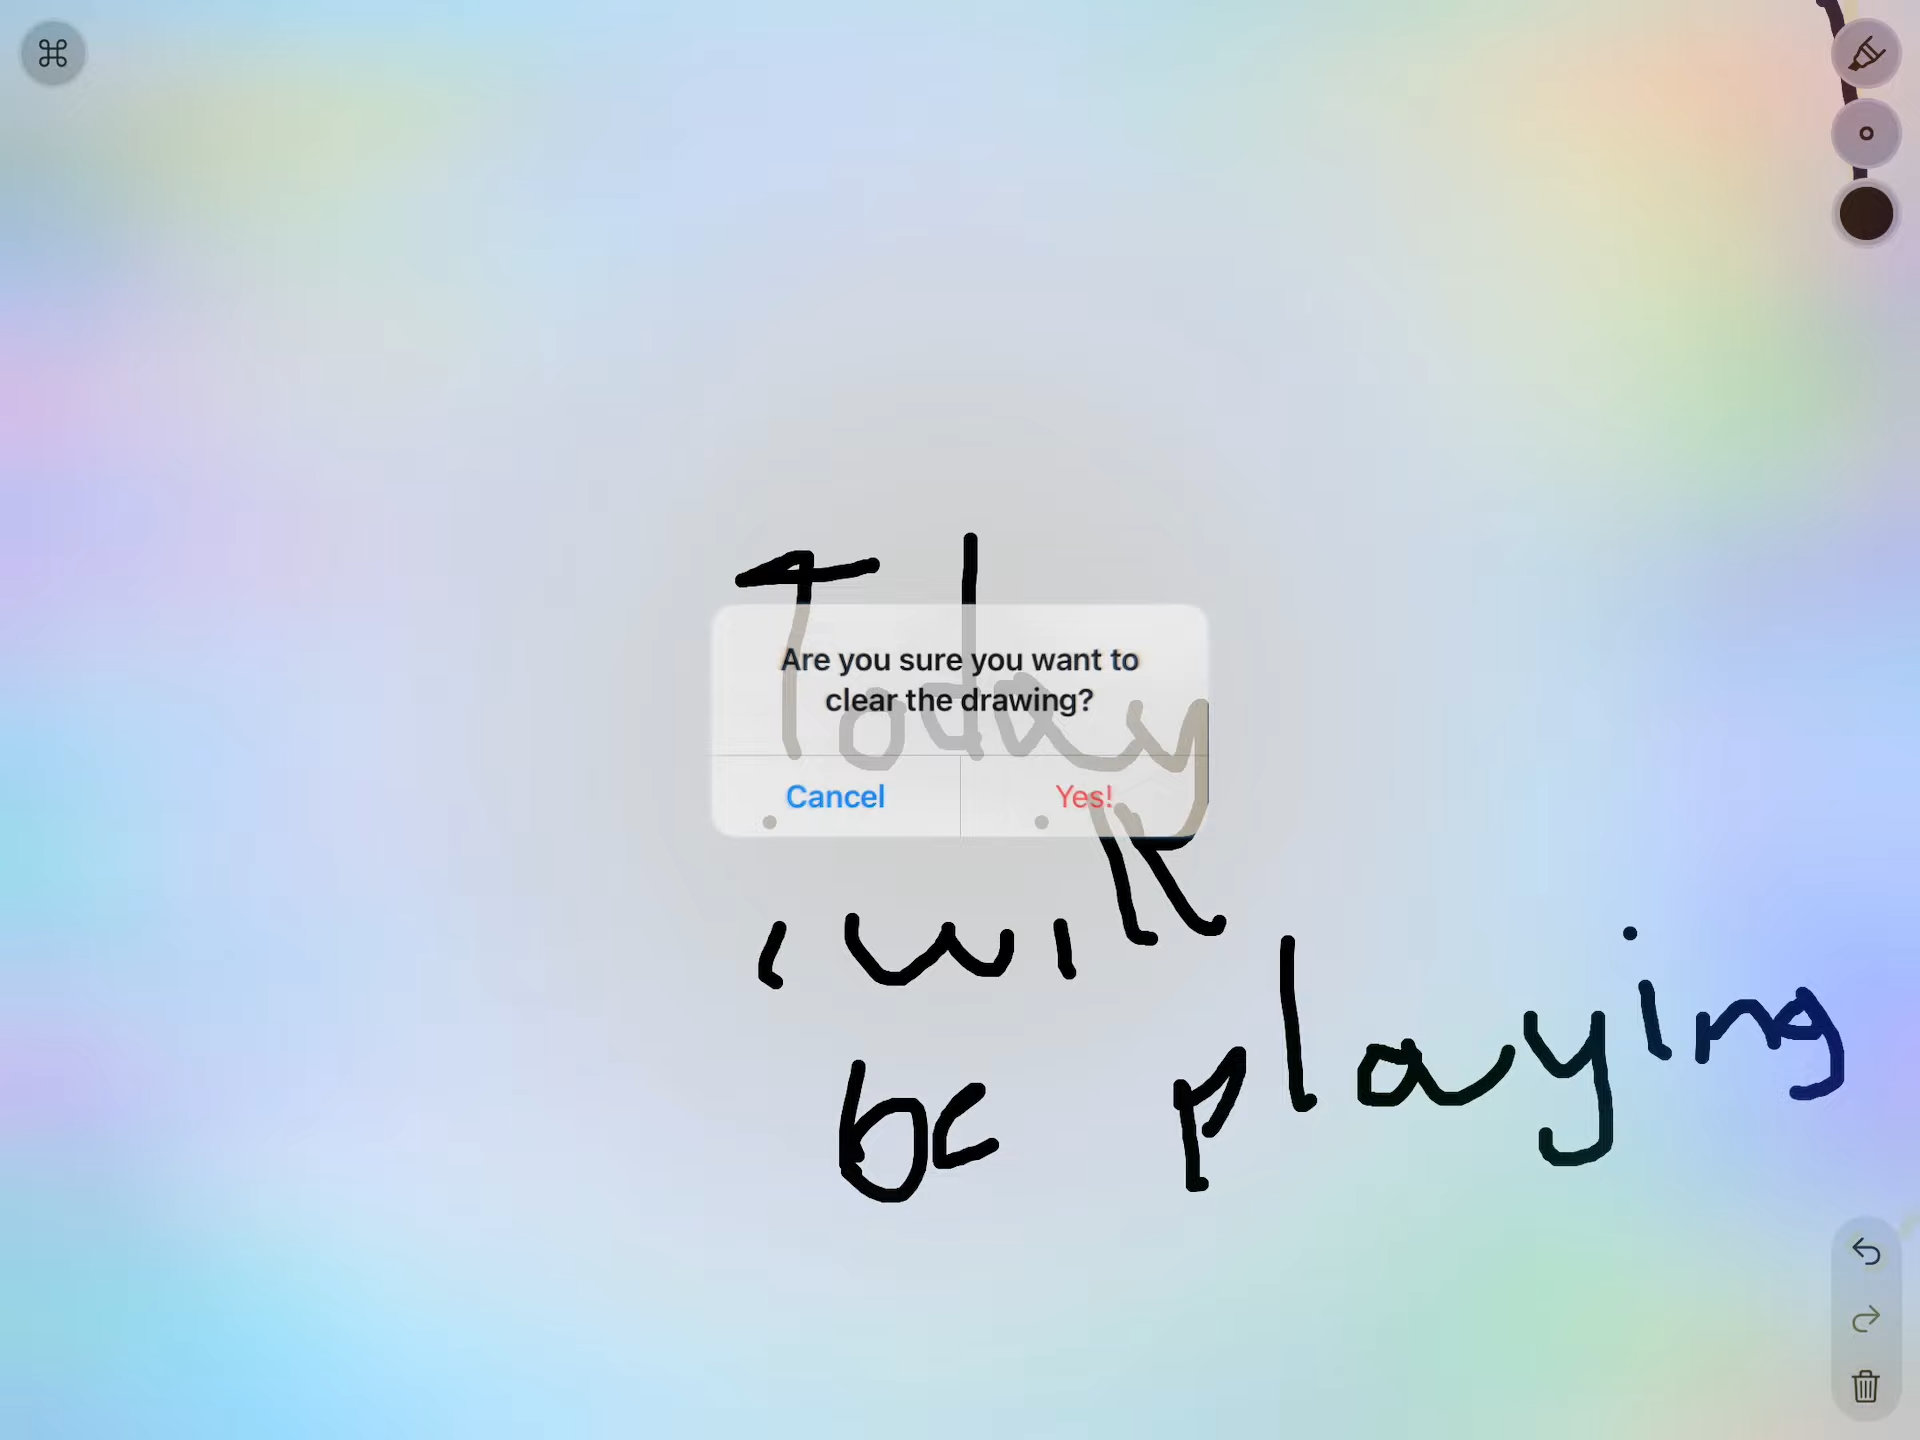 Today
Are you sure you want to
clear the drawing?
Cancel Yes!
i will
be playing